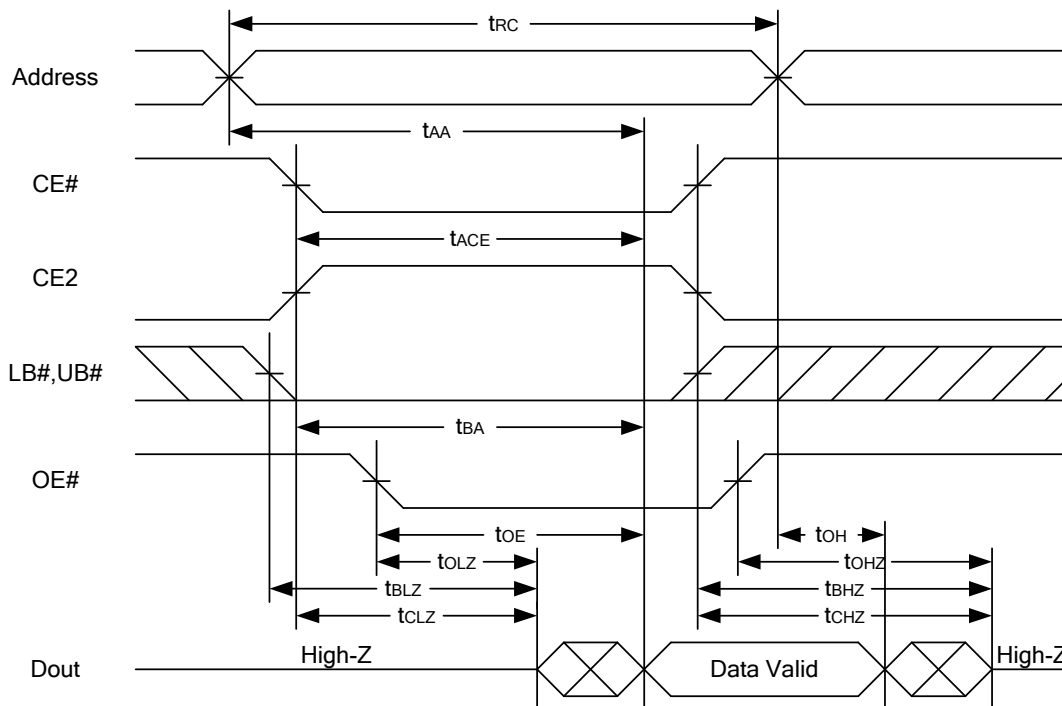 tRC
Address
tAA
CE#
tACE
CE2
LB#,UB#
tBA
OE#
tOE
tOH
tOLZ
tOHZ
tBLZ
tBHZ
tCLZ
tCHZ
Dout
High-Z
Data Valid
High-Z